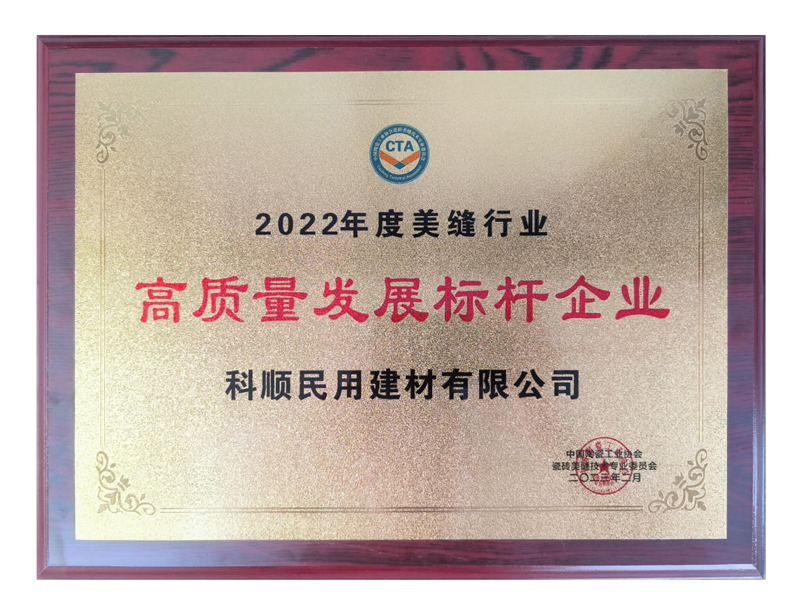 CTA
2022年度美缝行业
高质量发展标杆企业
科顺民用建材有限公司
中国陶瓷工业协会
瓷砖美缝技术专业委员会
二〇二三年二月